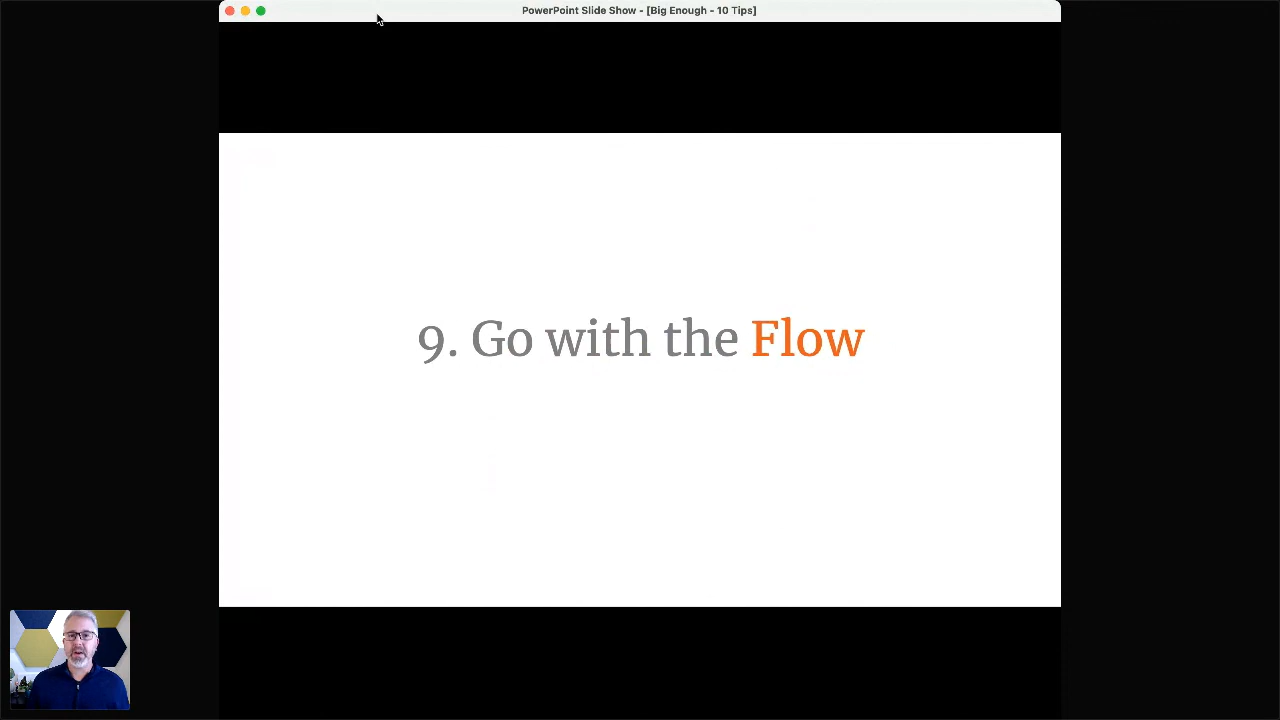 PowerPoint Slide Show - [Big Enough - 10 Tips]
9. Go with the Flow